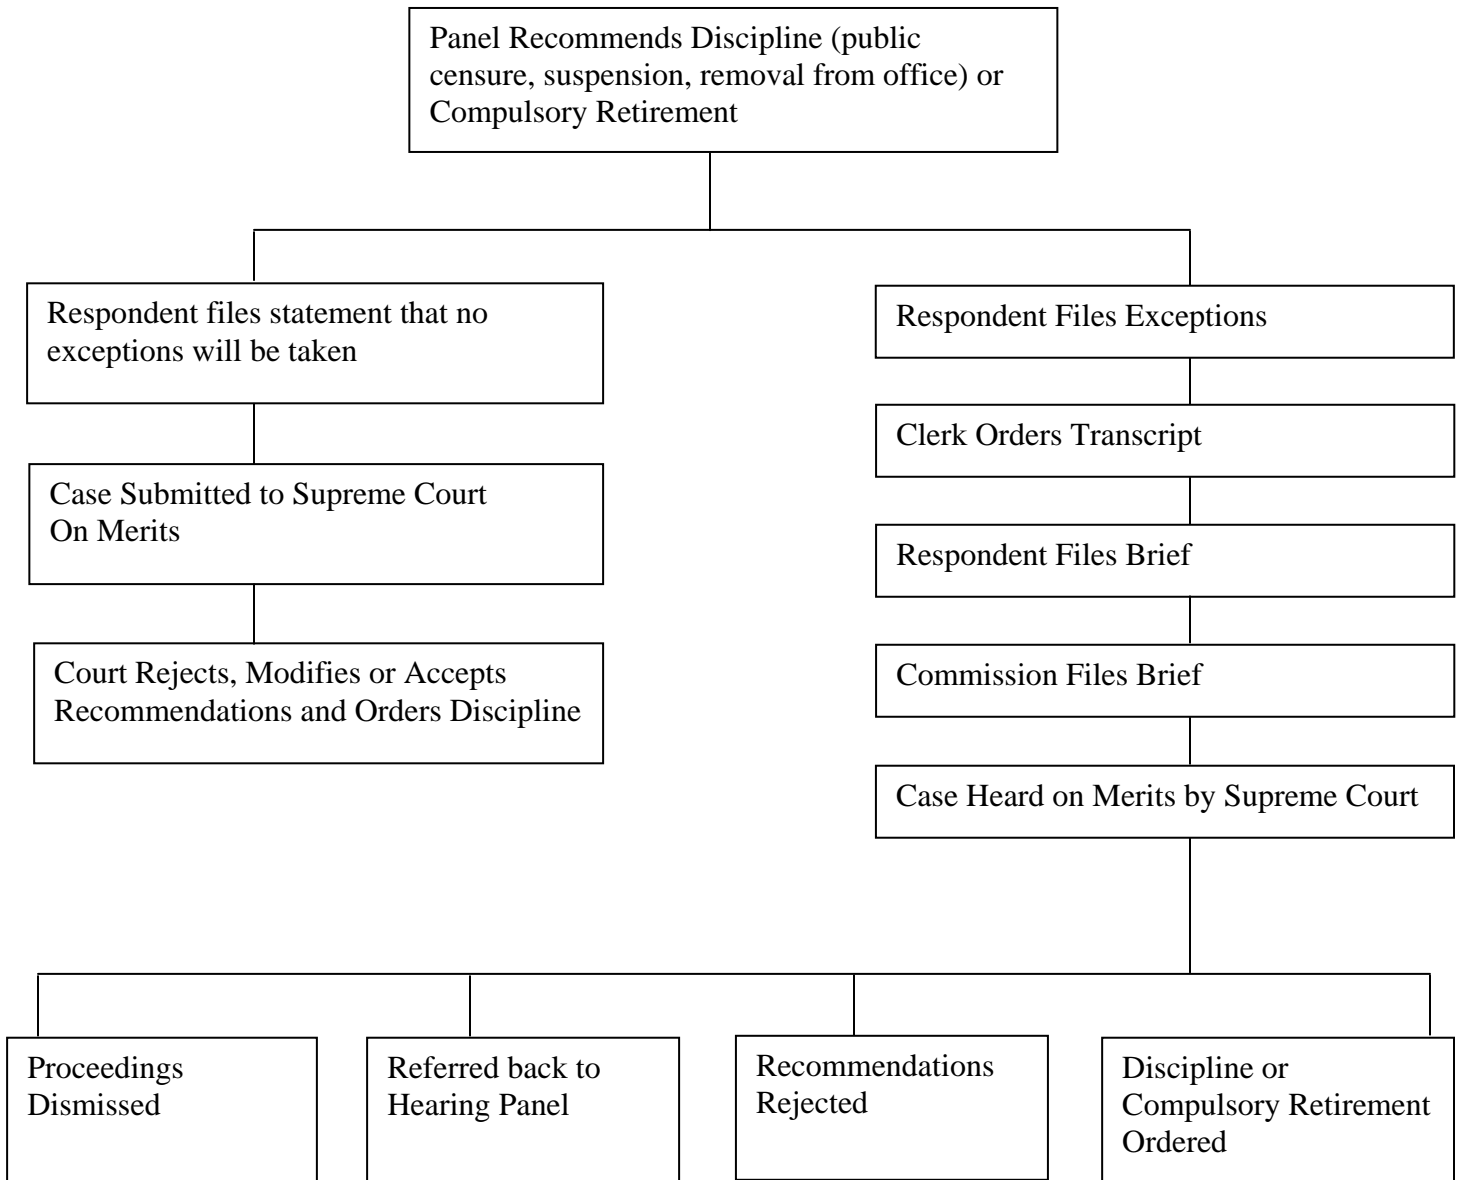 Panel Recommends Discipline (public
censure, suspension, removal from office) or
Compulsory Retirement
Respondent files statement that no
exceptions will be taken
Case Submitted to Supreme Court
On Merits
Court Rejects, Modifies or Accepts
Recommendations and Orders Discipline
Respondent Files Exceptions
Clerk Orders Transcript
Respondent Files Brief
Commission Files Brief
Case Heard on Merits by Supreme Court
Proceedings
Dismissed
Referred back to
Hearing Panel
Recommendations
Rejected
Discipline or
Compulsory Retirement
Ordered